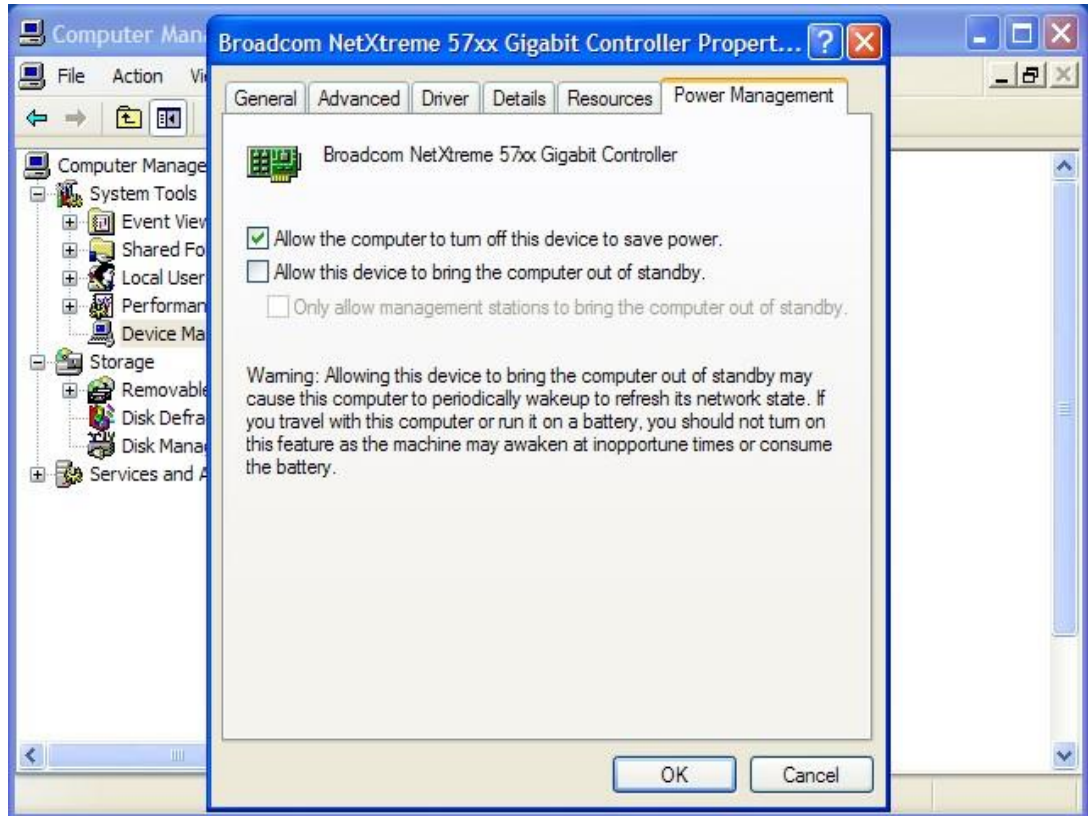 Computer Man
Broadcom NetXtreme 57xx Gigabit Controller Propert...
File Action Vi
General Advanced Driver Details Resources Power Management
Broadcom NetXtreme 57xx Gigabit Controller
Computer Manage
System Tools
Event View
Shared Fo
Local User
Performan
Device Ma
Storage
Removable
Disk Defra
Disk Manag
Services and A
Allow the computer to turn off this device to save power.
Allow this device to bring the computer out of standby.
Only allow management stations to bring the computer out of standby.
Warning: Allowing this device to bring the computer out of standby may
cause this computer to periodically wakeup to refresh its network state. If
you travel with this computer or run it on a battery, you should not turn on
this feature as the machine may awaken at inopportune times or consume
the battery.
OK Cancel